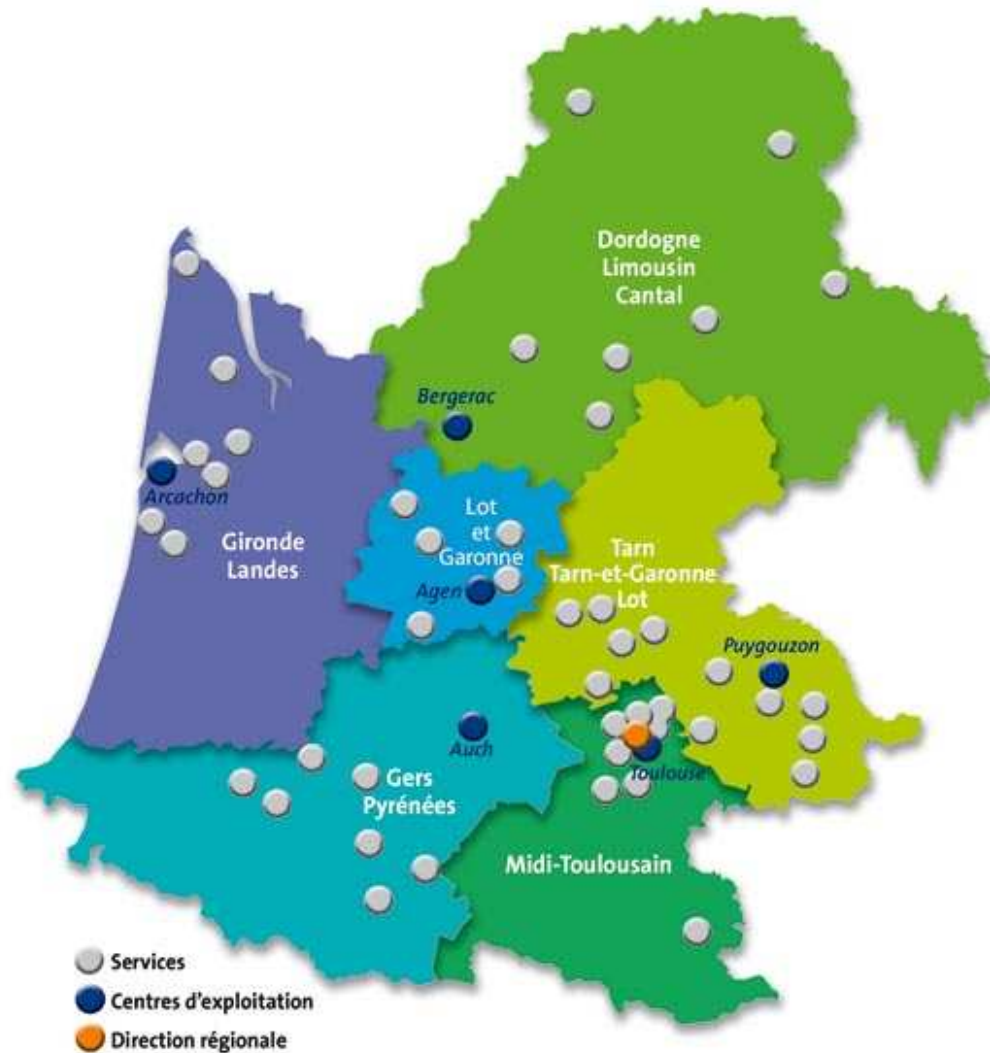 Dordogne
Limousin
Cantal
Bergerac
Arcachon
Gironde
Landes
Lot
et
Garonne
Agen
Tarn
Tarn-et-Garonne
Lot
Puygouzon
Auch
Toulouse
Gers
Pyrénées
Midi-Toulousain
Services
Centres d'exploitation
Direction régionale